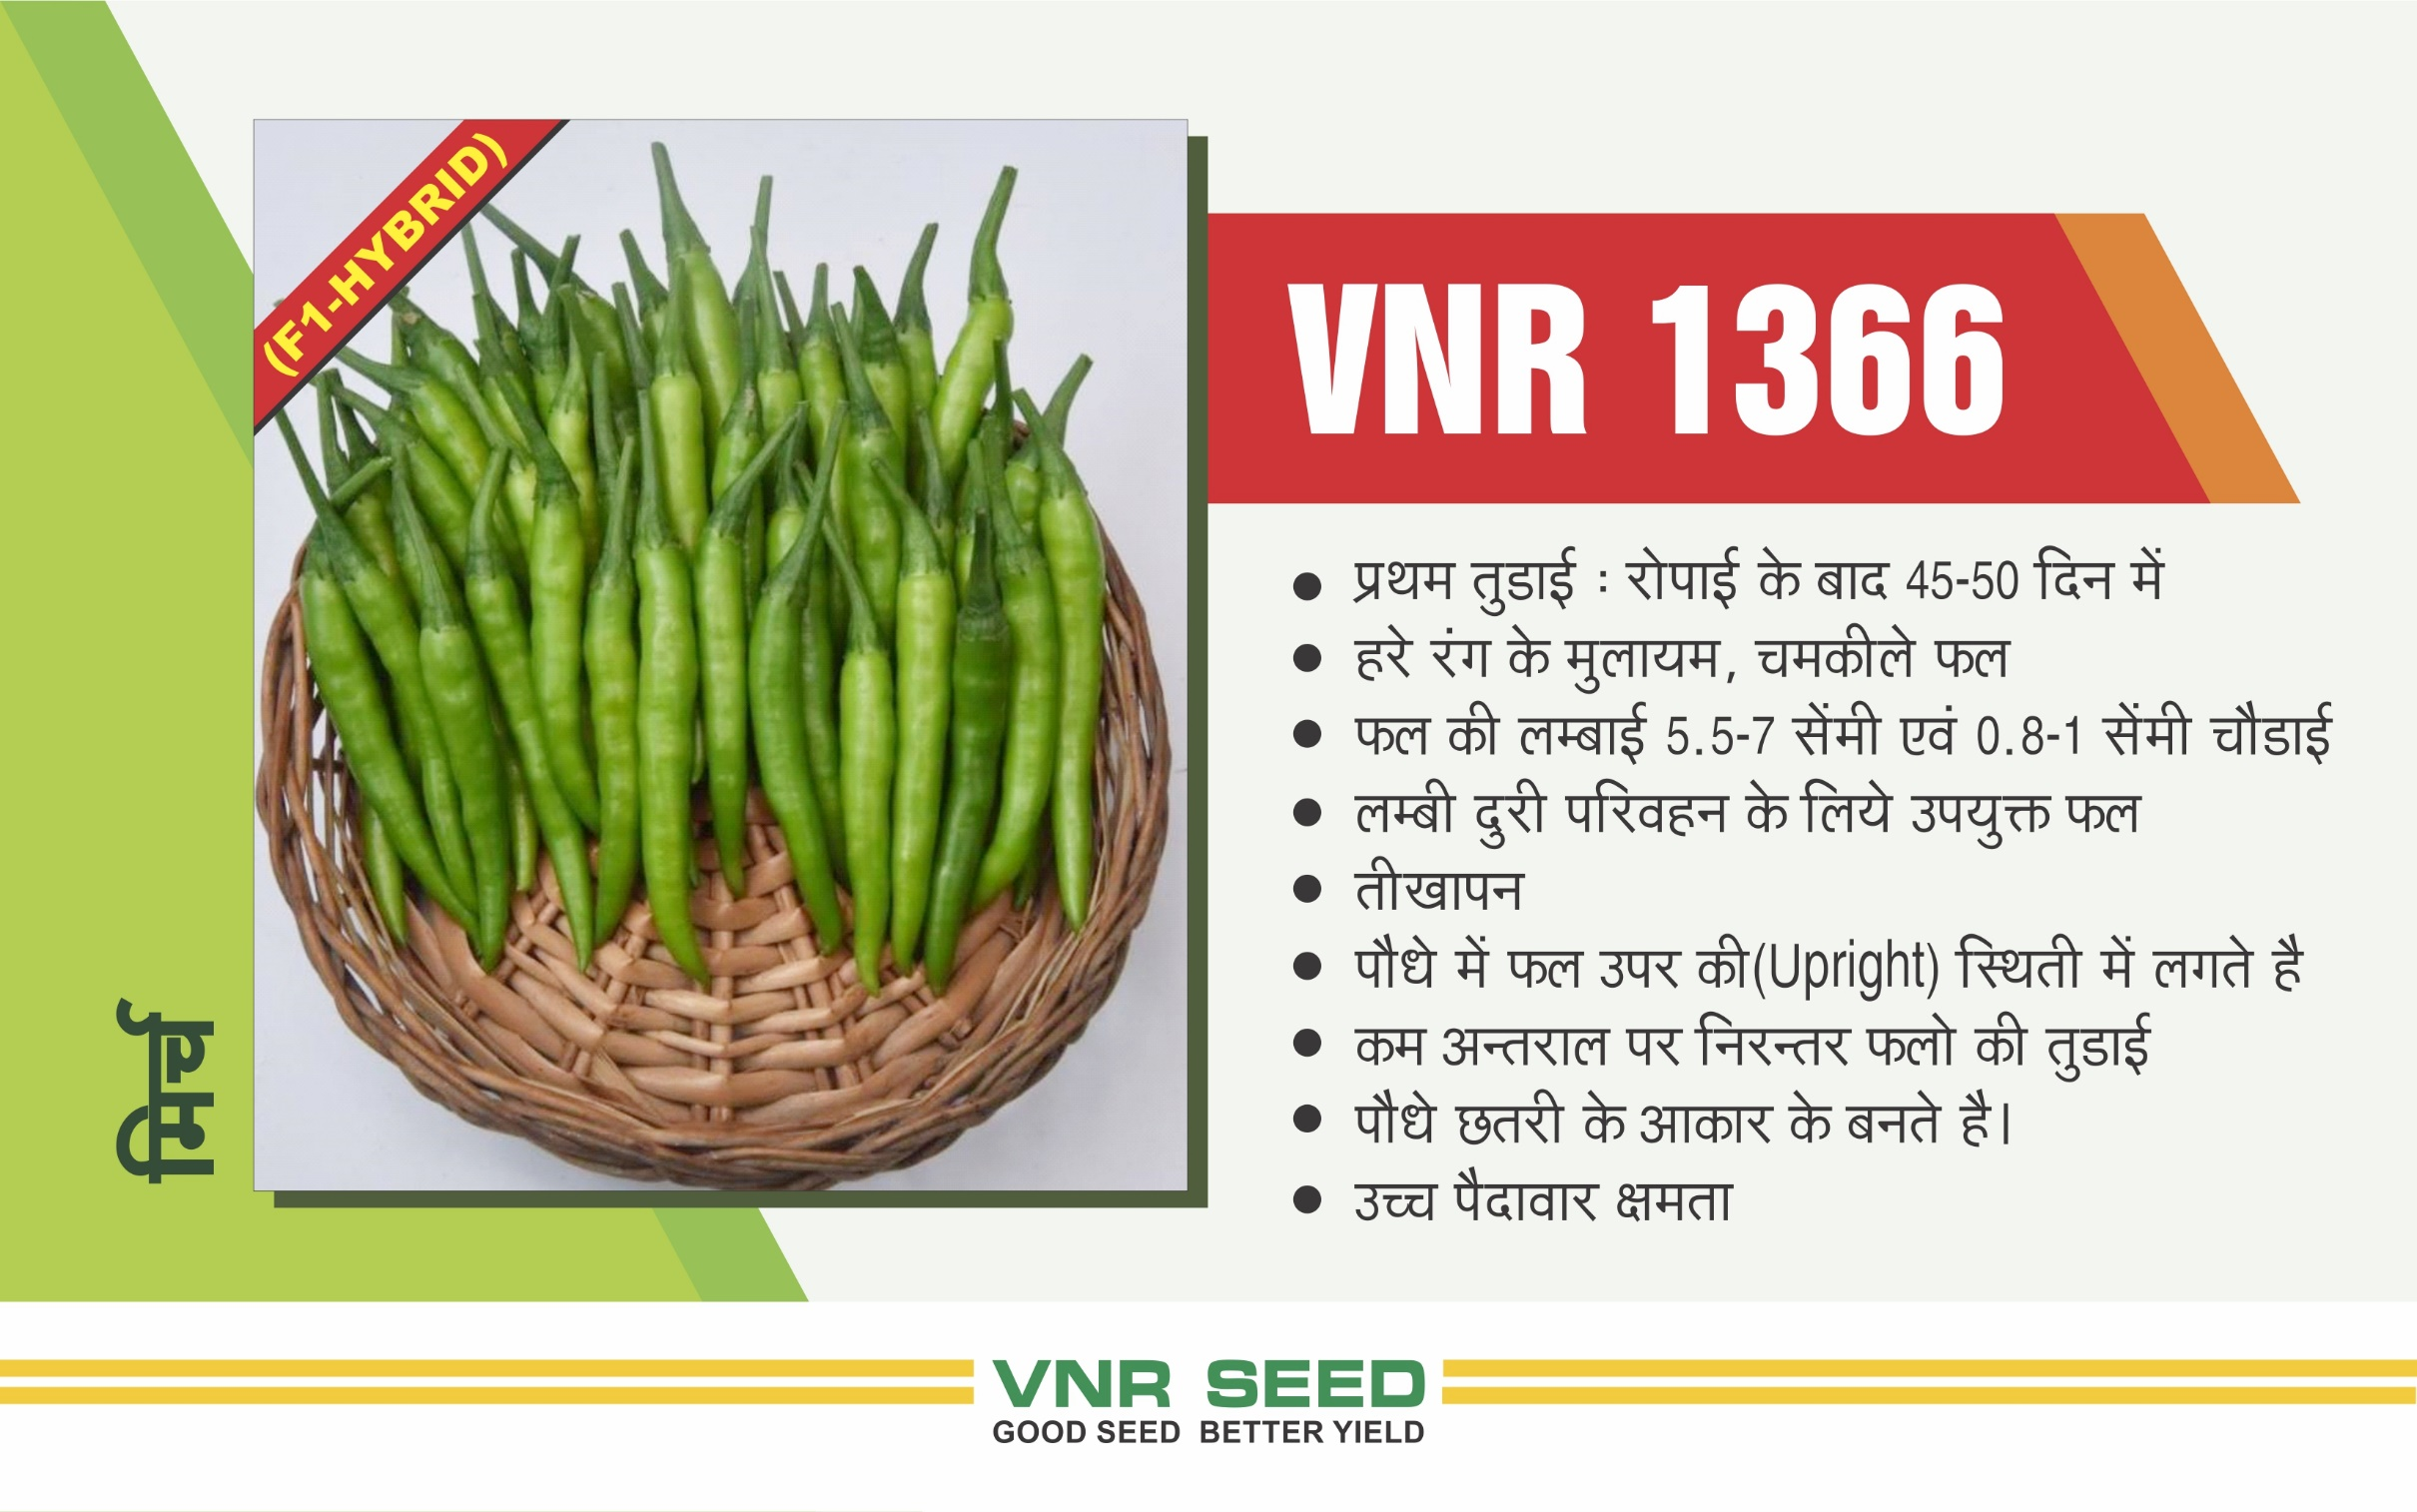 (F1-HYBRID))
VNR 1366
प्रथम तुडाई : रोपाई के बाद 45-50 दिन में
हरे रंग के मुलायम, चमकीले फल
फल की लम्बाई 5.5-7 सेंमी एवं 0.8-1 सेंमी चौडाई
लम्बी दुरी परिवहन के लिये उपयुक्त फल
तीखापन
पौधे में फल उपर की(Upright) स्थिती में लगते है
कम अन्तराल पर निरन्तर फलो की तुडाई
पौधे छतरी के आकार के बनते है।
उच्च पैदावार क्षमता
मिर्च
VNR SEED
GOOD SEED BETTER YIELD